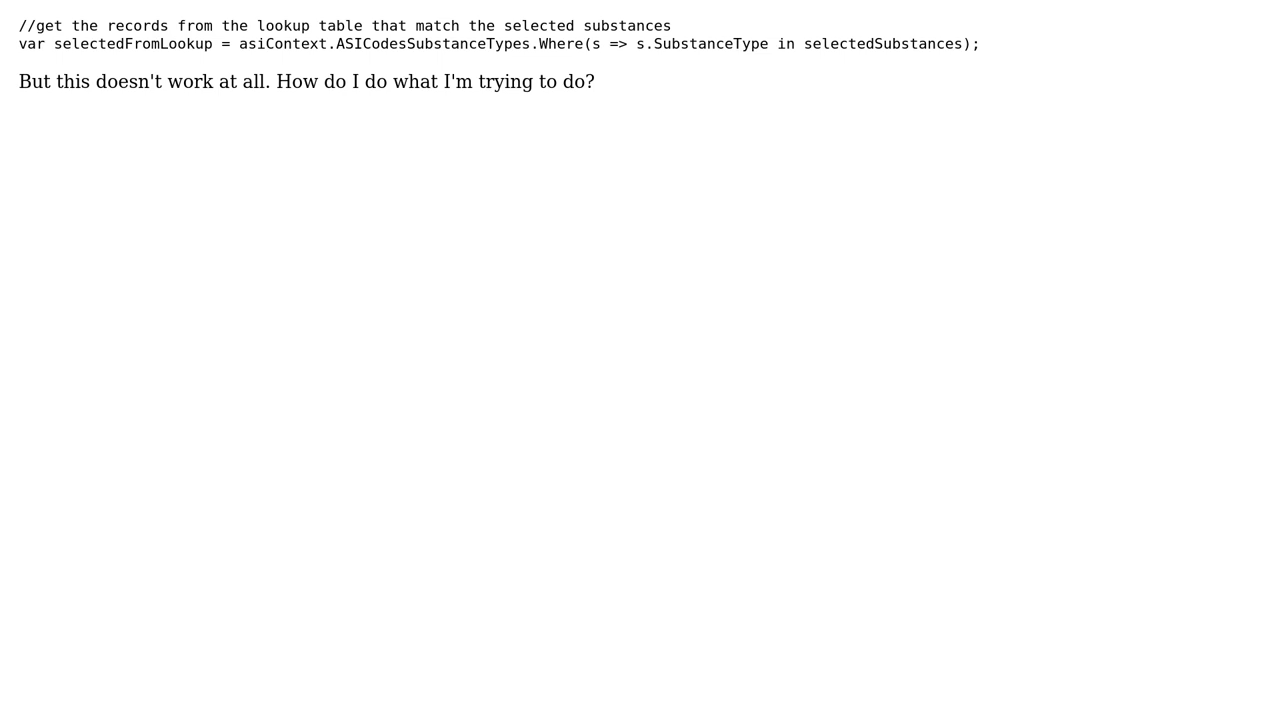 //get the records from the lookup table that match the selected substances
var selectedFromLookup = asiContext.ASICodesSubstanceTypes.Where(s => s.SubstanceType in selectedSubstances);
But this doesn't work at all. How do I do what I'm trying to do?